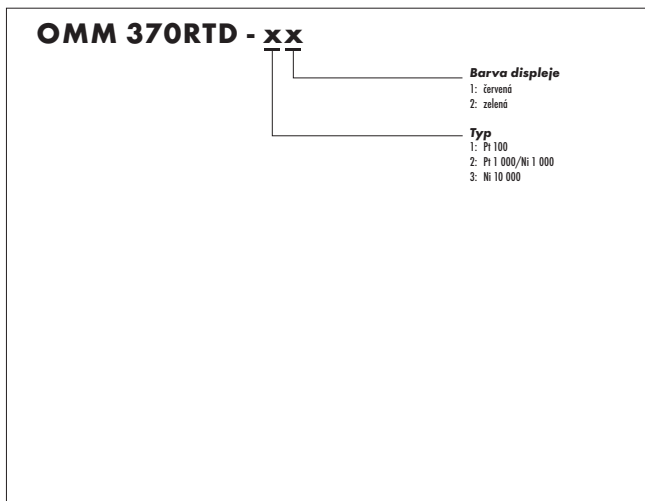 OMM 370RTD - xx
Barva displeje
1: červená
2: zelená
Typ
1: Pt 100
2: Pt 1 000/Ni 1 000
3: Ni 10 000